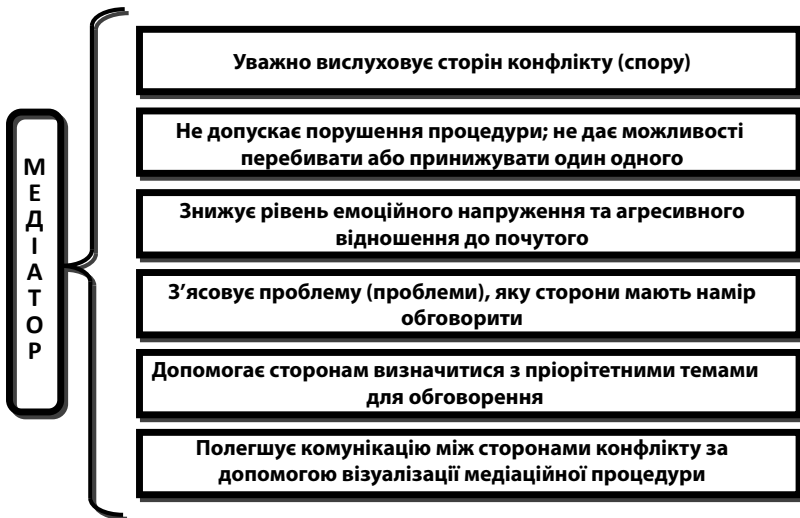 МЕДІАТОР
Уважно вислуховує сторін конфлікту (спору)
Не допускає порушення процедури; не дає можливості
перебивати або принижувати один одного
Знижує рівень емоційного напруження та агресивного
відношення до почутого
З’ясовує проблему (проблеми), яку сторони мають намір
обговорити
Допомогає сторонам визначитися з пріорітетними темами
для обговорення
Полегшує комунікацію між сторонами конфлікту за
допомогою візуалізації медіаційної процедури